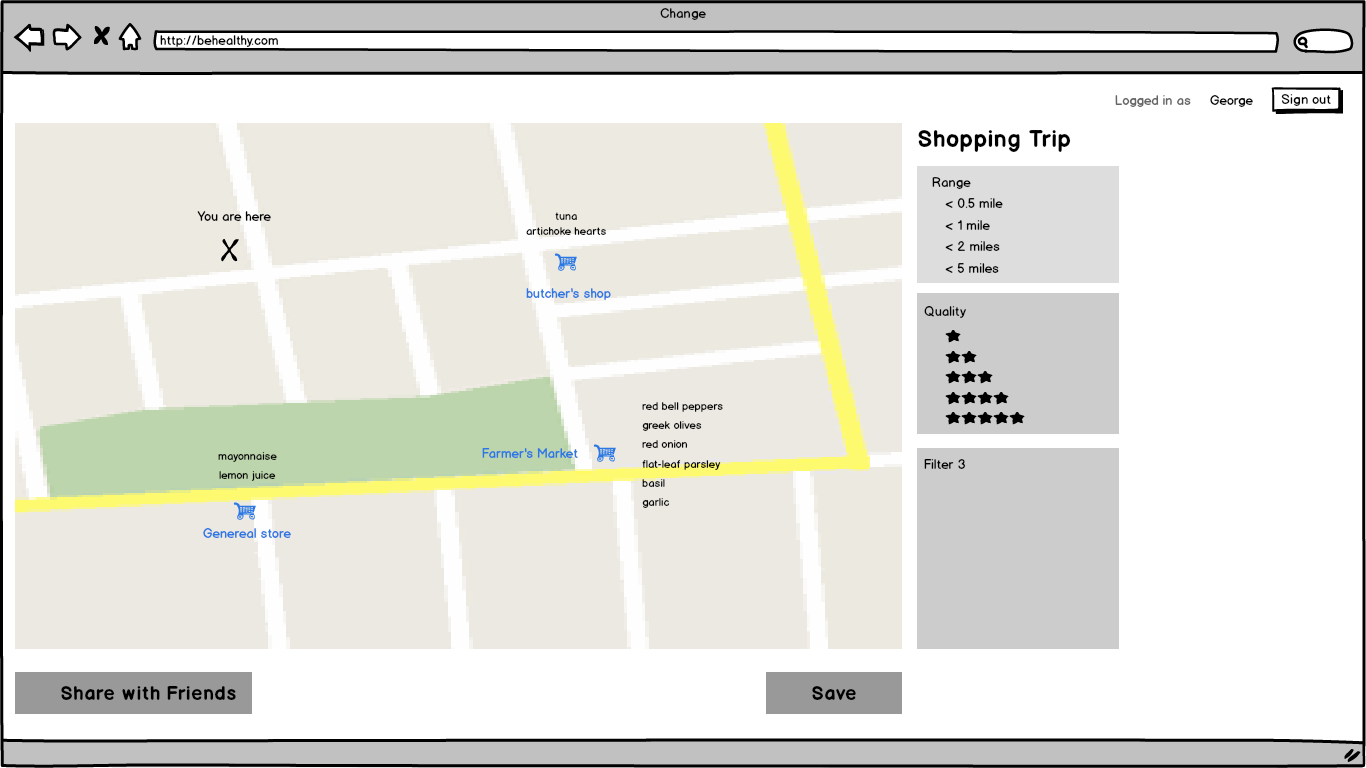 Change
http://behealthy.com
Logged in as George Sign out
Shopping Trip
Range
< 0.5 mile
< 1 mile
< 2 miles
< 5 miles
Quality
Filter 3
You are here
X
tuna
artichoke hearts
butcher's shop
red bell peppers
greek olives
red onion
flat-leaf parsley
basil
garlic
Farmer's Market
mayonnaise
lemon juice
Genereal store
Share with Friends
Save